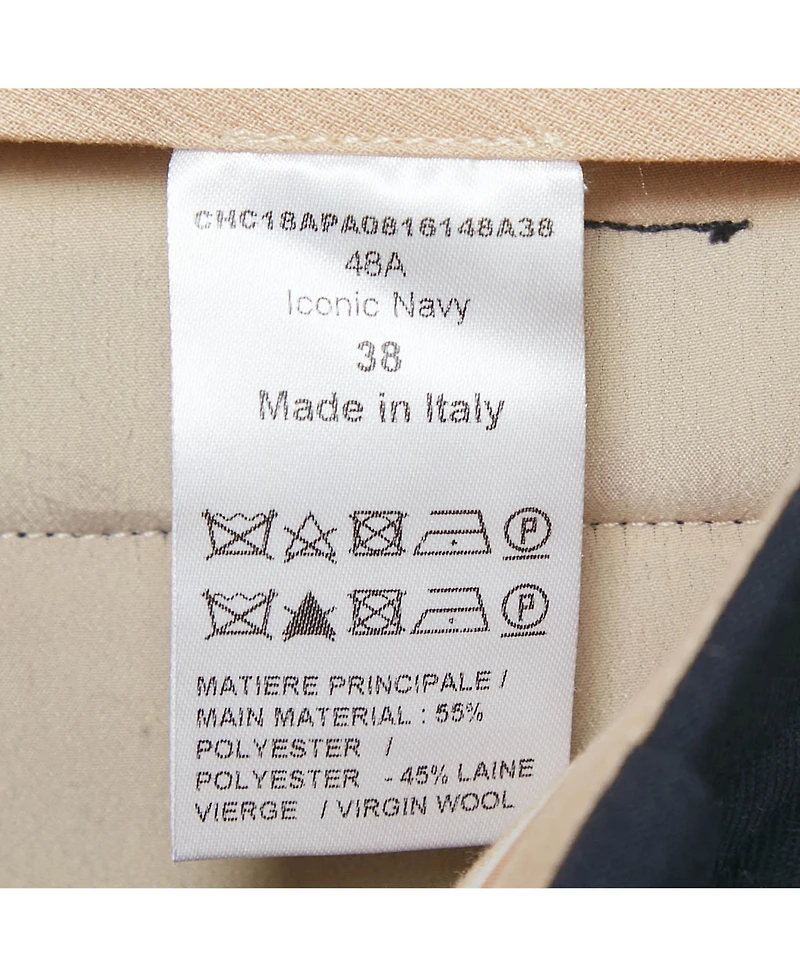 CHC18APA0816148A38
48A
Iconic Navy
38
Made in Italy
P
P
MATIERE PRINCIPALE /
MAIN MATERIAL : 55%
POLYESTER /
POLYESTER - 45% LAINE
VIERGE / VIRGIN WOOL